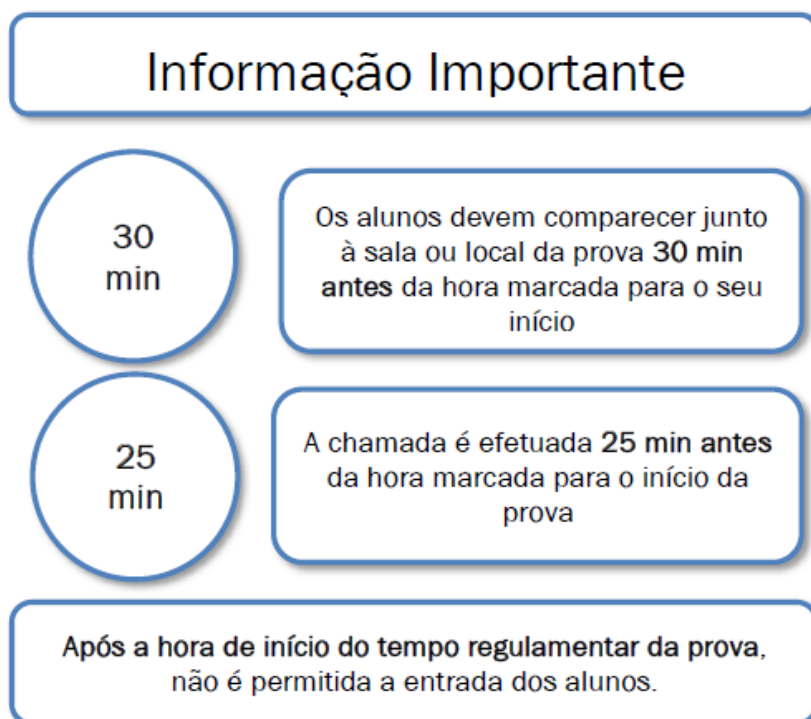 Informação Importante
30
min
Os alunos devem comparecer junto
à sala ou local da prova 30 min
antes da hora marcada para o seu
início
25
min
A chamada é efetuada 25 min antes
da hora marcada para o início da
prova
Após a hora de início do tempo regulamentar da prova,
não é permitida a entrada dos alunos.